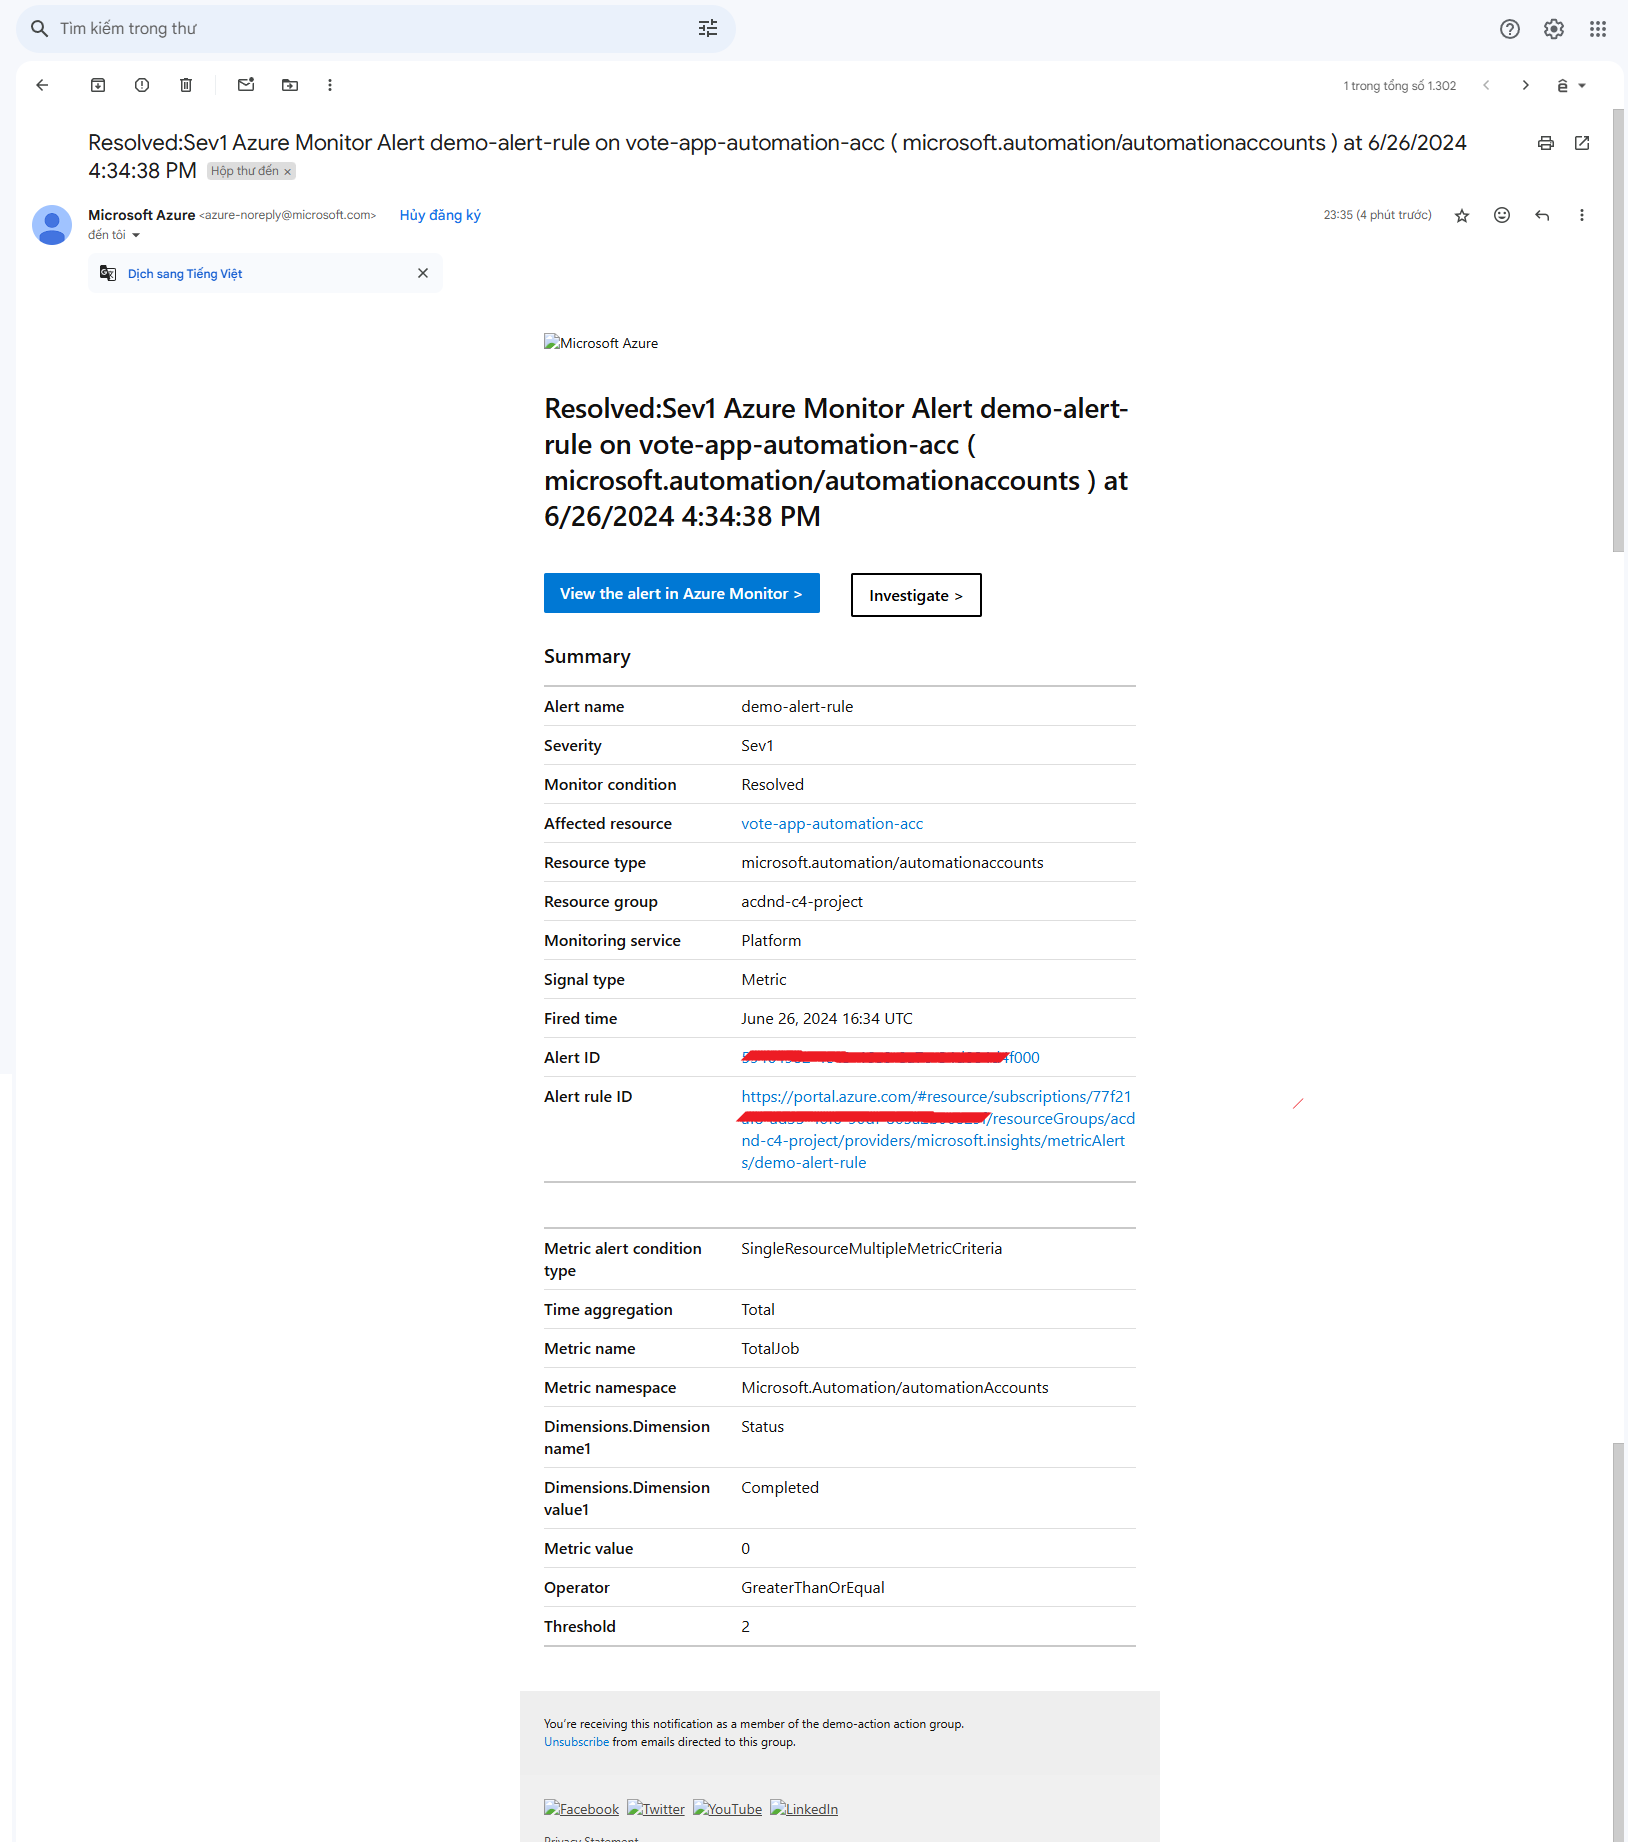 Tìm kiếm trong thư
1 trong tổng số 1.302
Resolved:Sev1 Azure Monitor Alert demo-alert-rule on vote-app-automation-acc ( microsoft.automation/automationaccounts ) at 6/26/2024
4:34:38 PM Hộp thư đến ×
Microsoft Azure <azure-noreply@microsoft.com> Hủy đăng ký
23:35 (4 phút trước)
đến tôi
Dịch sang Tiếng Việt
Microsoft Azure
Resolved:Sev1 Azure Monitor Alert demo-alert-
rule on vote-app-automation-acc (
microsoft.automation/automationaccounts ) at
6/26/2024 4:34:38 PM
View the alert in Azure Monitor >
Investigate >
Summary
Alert name demo-alert-rule
Severity Sev1
Monitor condition Resolved
Affected resource vote-app-automation-acc
Resource type microsoft.automation/automationaccounts
Resource group acdnd-c4-project
Monitoring service Platform
Signal type Metric
Fired time June 26, 2024 16:34 UTC
Alert ID f000
Alert rule ID https://portal.azure.com/#resource/subscriptions/77f21
/resourceGroups/acd
nd-c4-project/providers/microsoft.insights/metricAlert
s/demo-alert-rule
Metric alert condition SingleResourceMultipleMetricCriteria
type
Time aggregation Total
Metric name TotalJob
Metric namespace Microsoft.Automation/automationAccounts
Dimensions.Dimension Status
name1
Dimensions.Dimension Completed
value1
Metric value 0
Operator GreaterThanOrEqual
Threshold 2
You're receiving this notification as a member of the demo-action action group.
Unsubscribe from emails directed to this group.
Facebook Twitter YouTube LinkedIn
Privacy Statement